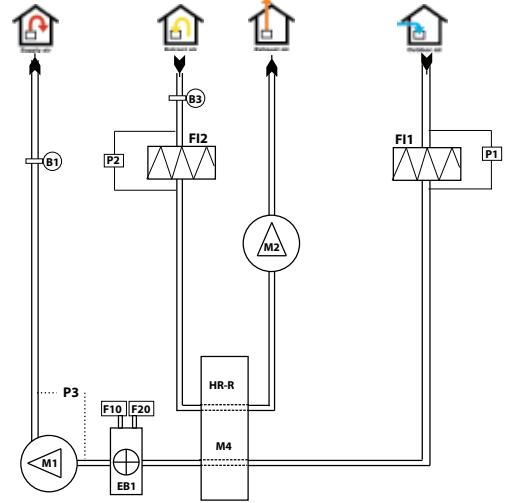 Supply air
Extract air
Exhaust air
Outdoor air
B3
B1
P2
FI2
FI1
P1
M2
HR-R
P3
F10
F20
M4
M1
EB1